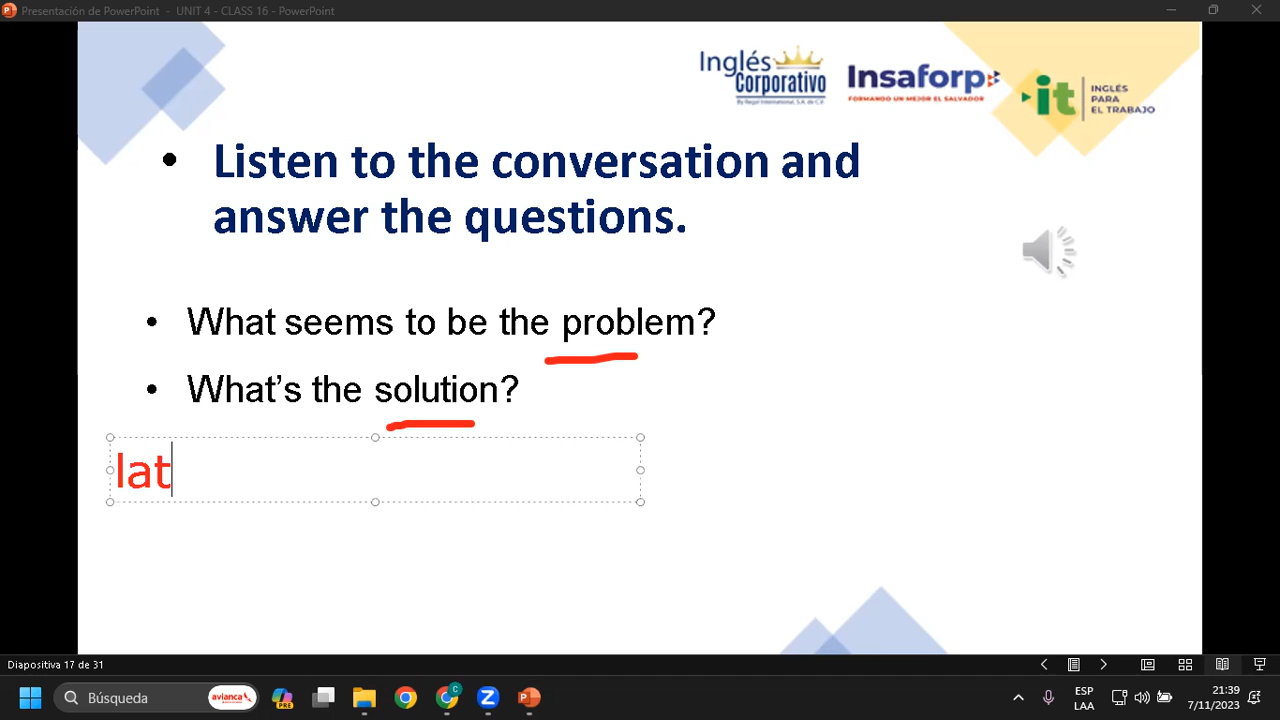 Presentación de PowerPoint - UNIT 4 - CLASS 16 - PowerPoint
Inglés
Corporativo
By Regal International, S.A. de C.V.
Insaforp
FORMANDO UN MEJOR EL SALVADOR
it
INGLÉS
PARA
EL TRABAJO
• Listen to the conversation and
answer the questions.
• What seems to be the problem?
• What's the solution?
lat
Diapositiva 17 de 31
Búsqueda
avianca
PRE
C
ESP
LAA
21:39
7/11/2023